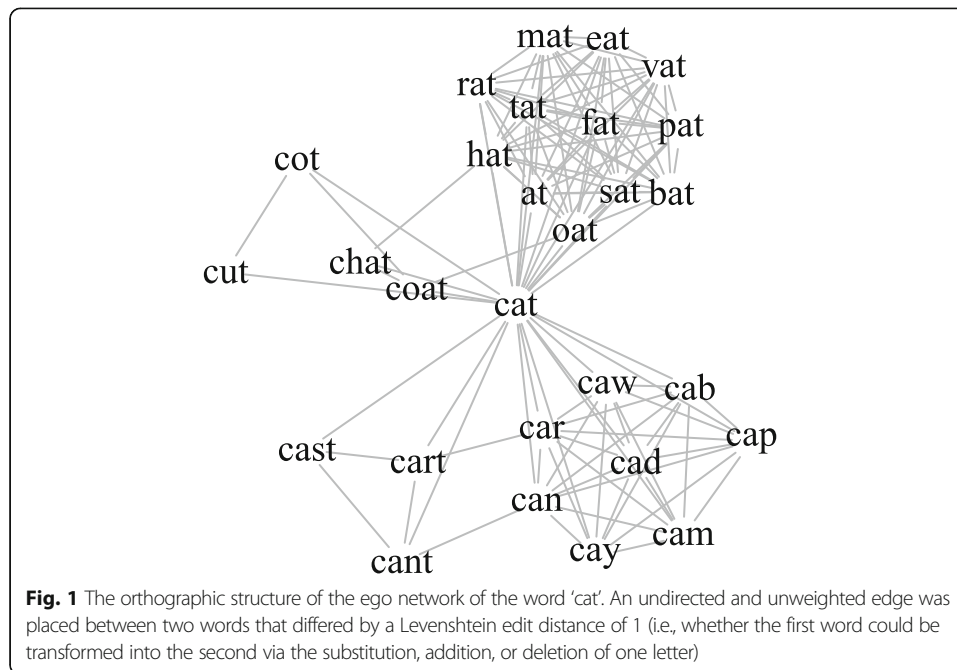 mat eat
vat
rat
tat
fat pat
hat
cot
at sat bat
oat
chat
cut
coat
cat
caw cab
car
cap
cast
cart
cad
can
cam
cay
cant
Fig. 1 The orthographic structure of the ego network of the word ‘cat’. An undirected and unweighted edge was
placed between two words that differed by a Levenshtein edit distance of 1 (i.e., whether the first word could be
transformed into the second via the substitution, addition, or deletion of one letter)